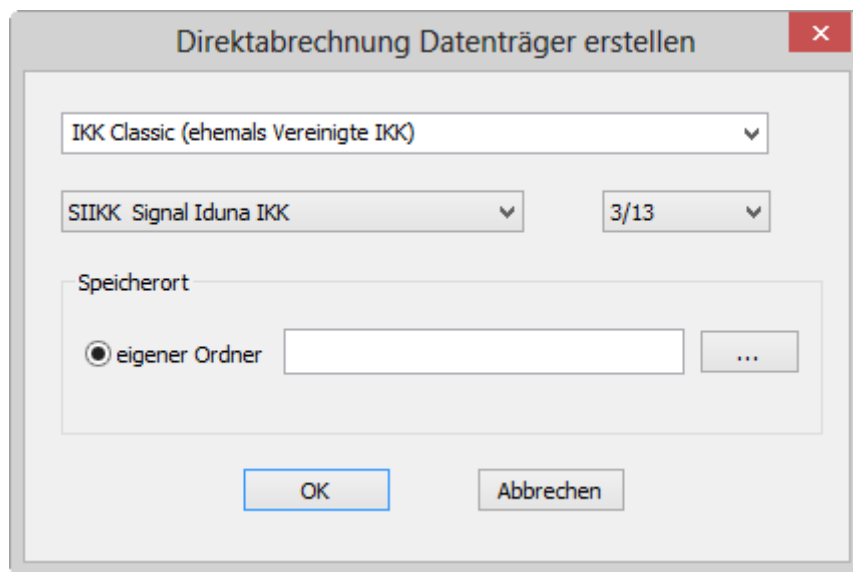 Direktabrechnung Datenträger erstellen
IKK Classic (ehemals Vereinigte IKK)
SIIKK Signal Iduna IKK 3/13
Speicherort
eigener Ordner ...
OK Abbrechen